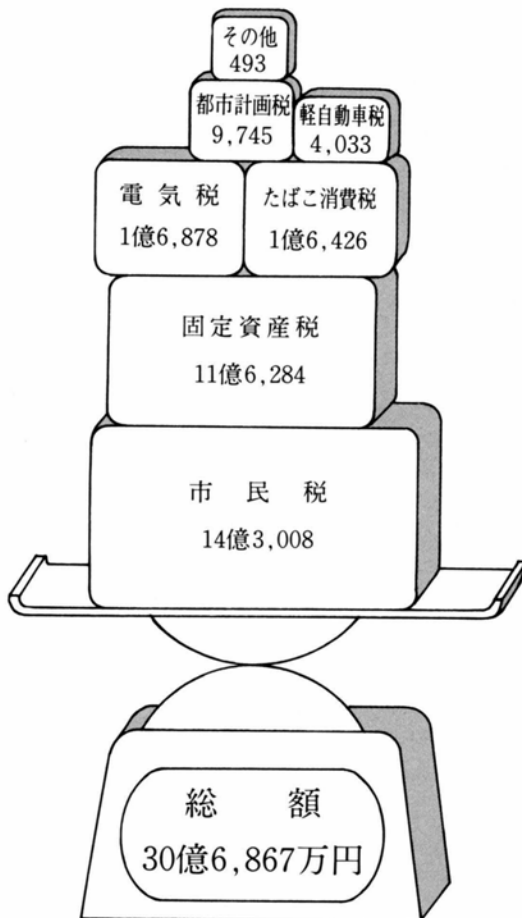 その他
493
都市計画税
9,745
軽自動車税
4,033
電気税
1億6,878
たばこ消費税
1億6,426
固定資産税
11億6,284
市民税
14億3,008
総額
30億6,867万円